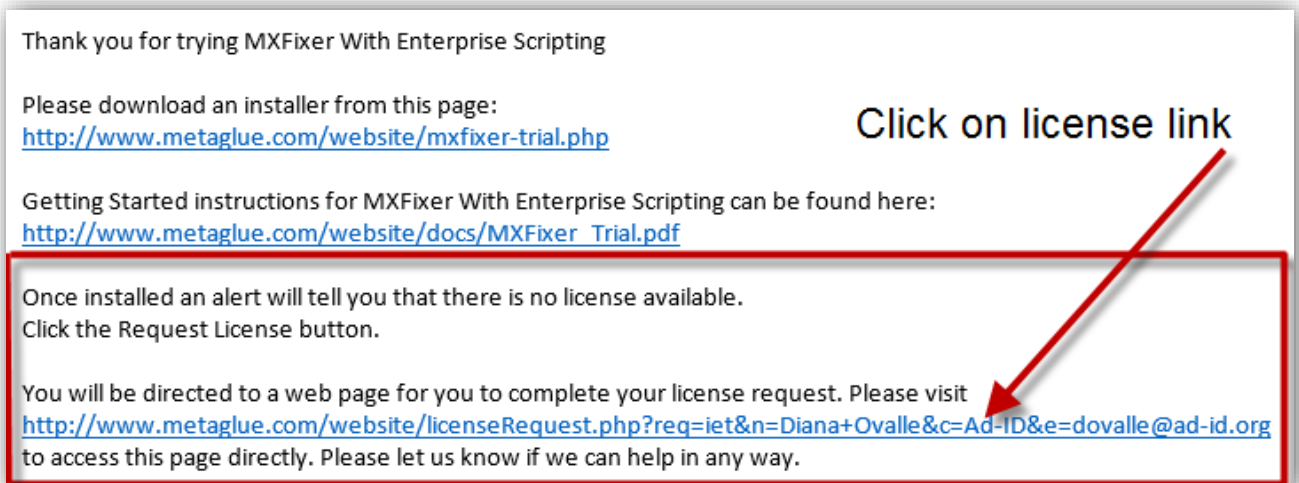 Thank you for trying MXFixer With Enterprise Scripting
Please download an installer from this page:
http://www.metaglue.com/website/mxfixer-trial.php
Click on license link
Getting Started instructions for MXFixer With Enterprise Scripting can be found here:
http://www.metaglue.com/website/docs/MXFixer_Trial.pdf
Once installed an alert will tell you that there is no license available.
Click the Request License button.
You will be directed to a web page for you to complete your license request. Please visit
http://www.metaglue.com/website/licenseRequest.php?req=iet&n=Diana+Ovalle&c=Ad-ID&e=dovalle@ad-id.org
to access this page directly. Please let us know if we can help in any way.